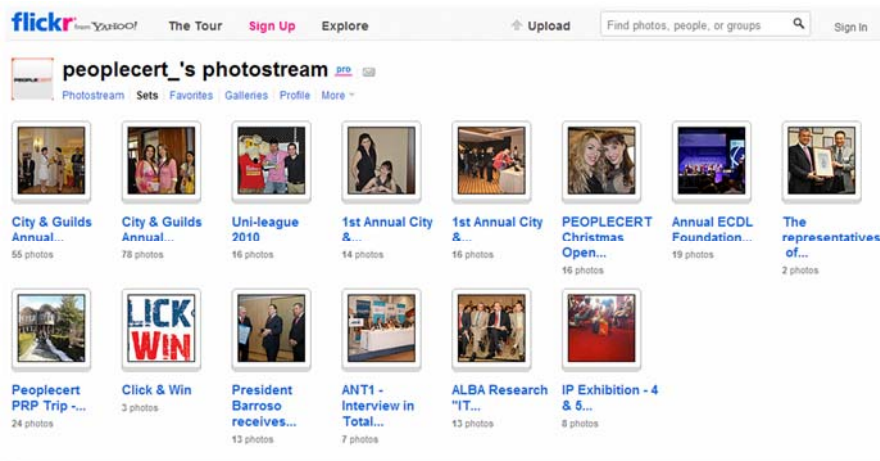 flickr from YAHOO! The Tour Sign Up Explore Upload Find photos, people, or groups Sign In
PEOPLECERT
peoplecert_'s photostream pro
Photostream Sets Favorites Galleries Profile More
City & Guilds
Annual...
55 photos
City & Guilds
Annual...
78 photos
Uni-league
2010
16 photos
1st Annual City
&...
14 photos
1st Annual City
&...
16 photos
PEOPLECERT
Christmas
Open...
16 photos
Annual ECDL
Foundation...
19 photos
The
representatives
of...
2 photos
Peoplecert
PRP Trip -...
24 photos
LICK
WIN
Click & Win
3 photos
President
Barroso
receives...
13 photos
ANT1 -
Interview in
Total...
7 photos
ALBA Research
"IT...
13 photos
IP Exhibition - 4
& 5...
8 photos